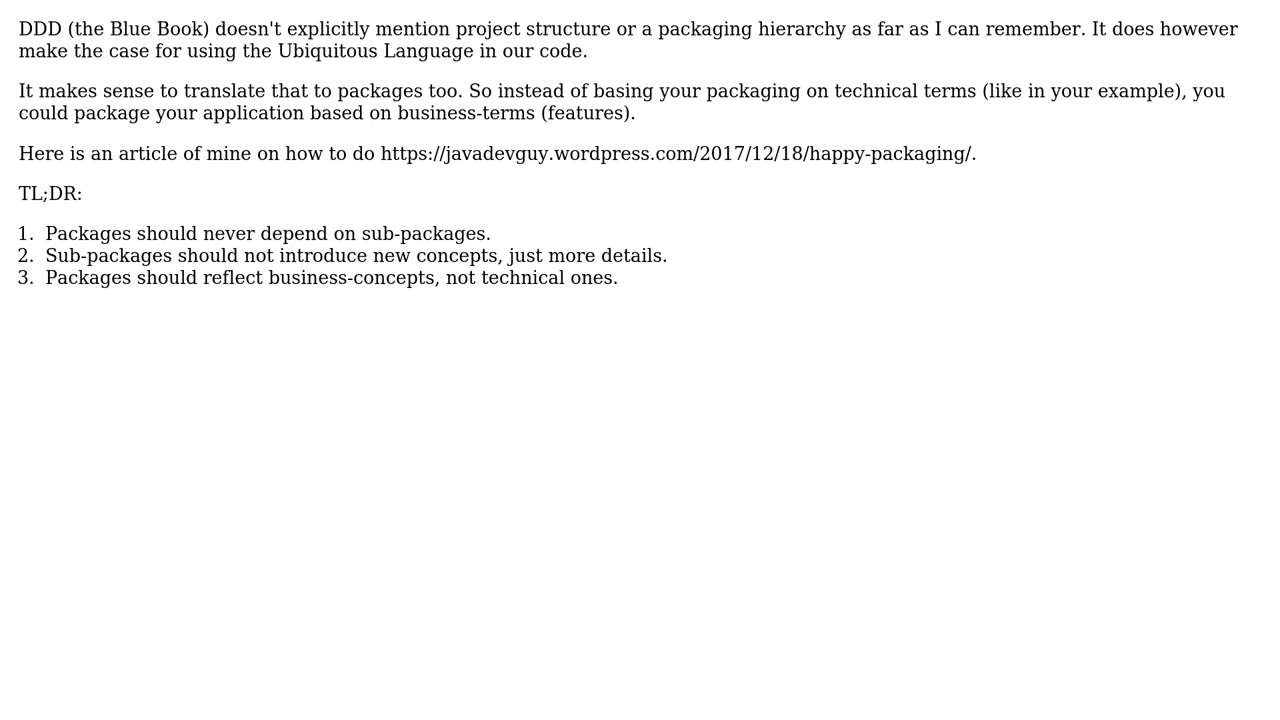 DDD (the Blue Book) doesn't explicitly mention project structure or a packaging hierarchy as far as I can remember. It does however
make the case for using the Ubiquitous Language in our code.
It makes sense to translate that to packages too. So instead of basing your packaging on technical terms (like in your example), you
could package your application based on business-terms (features).
Here is an article of mine on how to do https://javadevguy.wordpress.com/2017/12/18/happy-packaging/.
TL;DR:
1. Packages should never depend on sub-packages.
2. Sub-packages should not introduce new concepts, just more details.
3. Packages should reflect business-concepts, not technical ones.